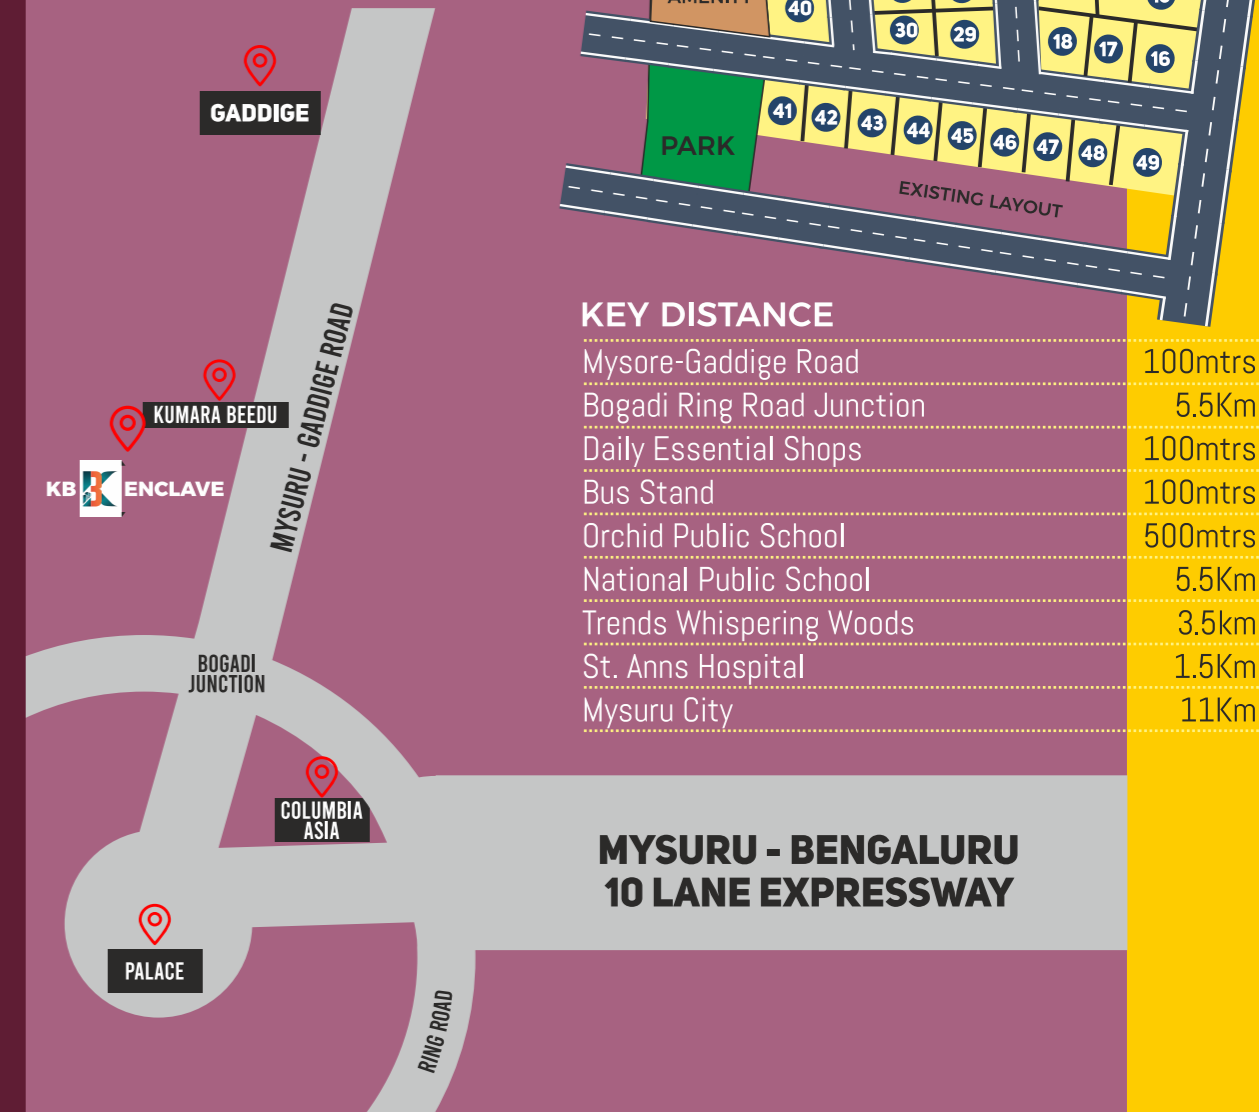 40
30
29
18
17
16
PARK
41
42
43
44
45
46
47
48
49
EXISTING LAYOUT
GADDIGE
MYSURU - GADDIGE ROAD
KUMARA BEEDU
KB
ENCLAVE
KEY DISTANCE
Mysore-Gaddige Road 100mtrs
Bogadi Ring Road Junction 5.5Km
Daily Essential Shops 100mtrs
Bus Stand 100mtrs
Orchid Public School 500mtrs
National Public School 5.5Km
Trends Whispering Woods 3.5km
St. Anns Hospital 1.5Km
Mysuru City 11Km
BOGADI
JUNCTION
COLUMBIA
ASIA
MYSURU - BENGALURU
10 LANE EXPRESSWAY
PALACE
RING ROAD